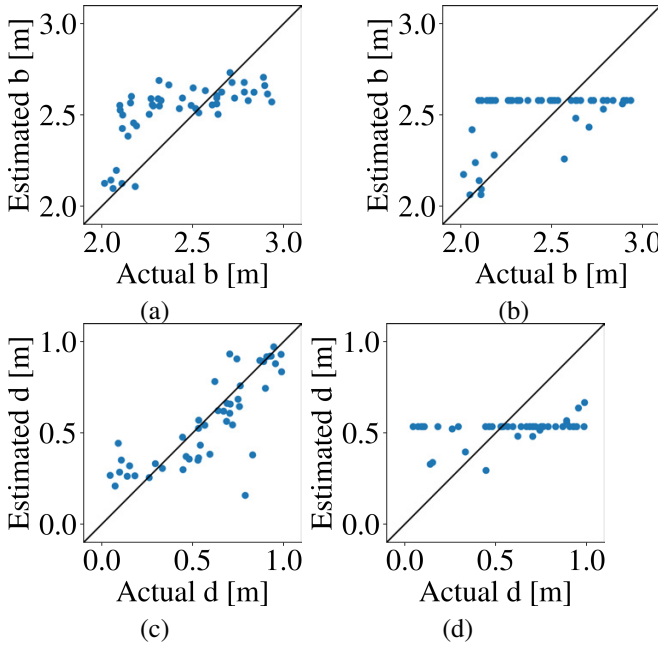 3.0
2.5
2.0
Estimated b [m]
2.0 2.5 3.0
Actual b [m]
(a)
3.0
2.5
2.0
Estimated b [m]
2.0 2.5 3.0
Actual b [m]
(b)
1.0
0.5
0.0
Estimated d [m]
0.0 0.5 1.0
Actual d [m]
(c)
1.0
0.5
0.0
Estimated d [m]
0.0 0.5 1.0
Actual d [m]
(d)